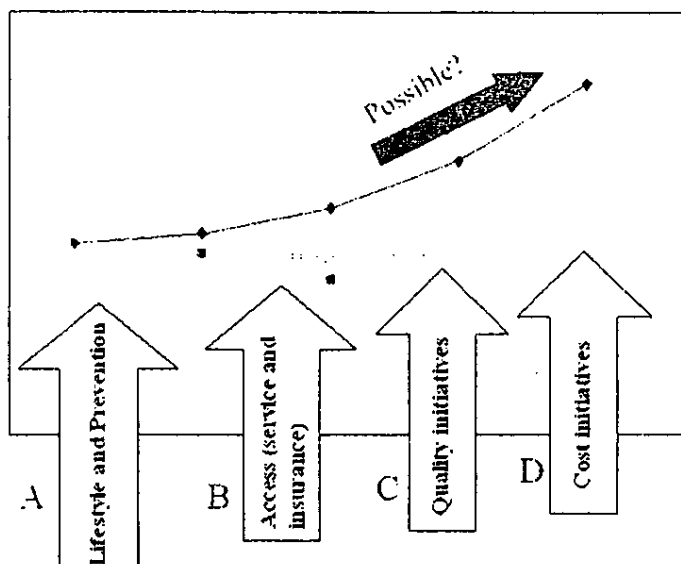 Possible?
A
Lifestyle and Prevention
B
Access (service and
insurance)
C
Quality initiatives
D
Cost initiatives